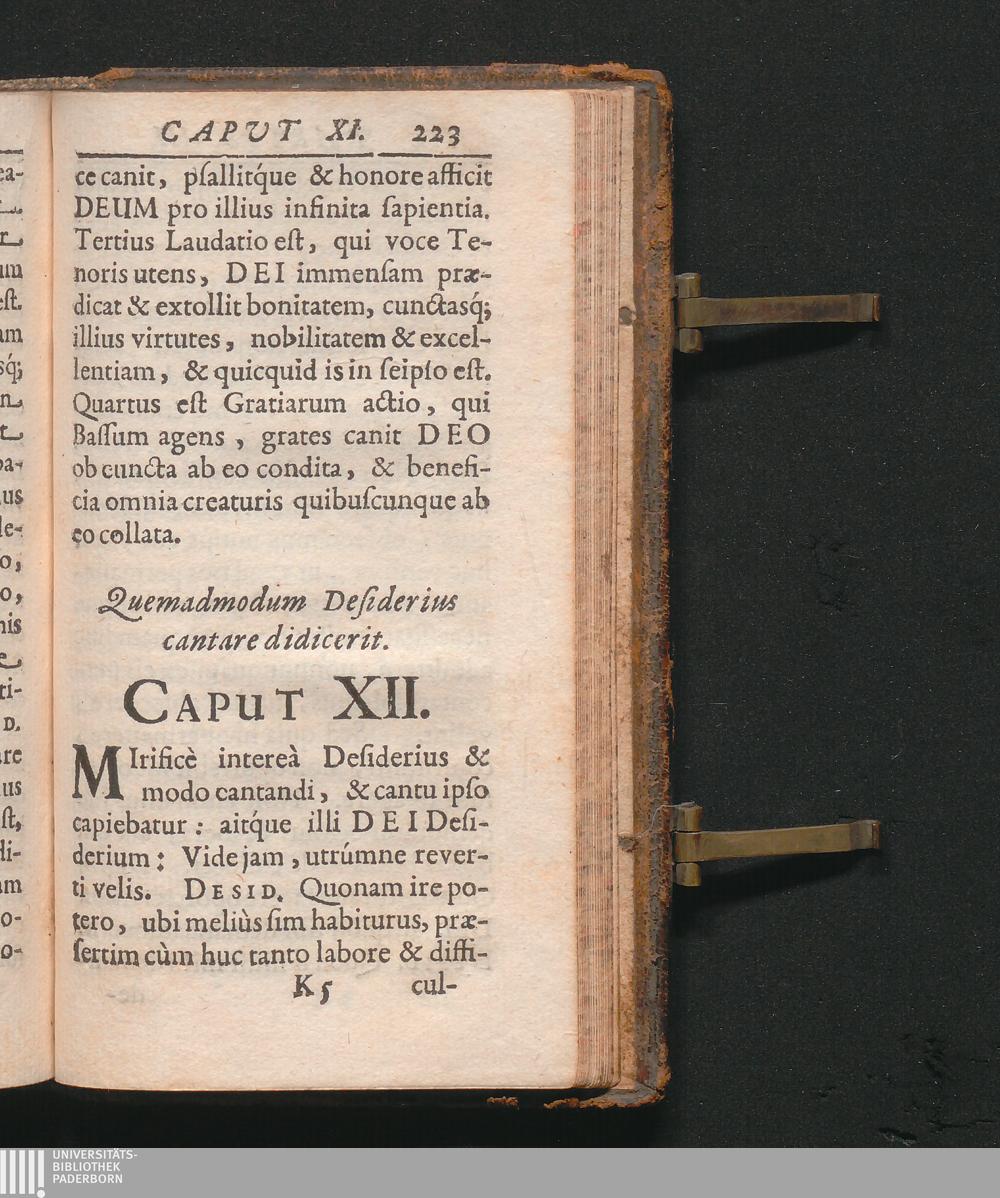 CAPUT XI. 223
ce canit, pſallitq́ue & honore afficit
DEUM pro illius infinita ſapientia.
Tertius Laudatio eſt, qui voce Te-
noris utens, DEI immenſam præ-
dicat & extollit bonitatem, cunctasq́;
illius virtutes, nobilitatem & excel-
lentiam, & quicquid is in ſeipſo eſt.
Quartus eſt Gratiarum actio, qui
Baſſum agens, grates canit DEO
ob cuncta ab eo condita, & benefi-
cia omnia creaturis quibuſcunque ab
eo collata.
Quemadmodum Deſiderius
cantare didicerit.
CAPUT XII.
MIrificè intereà Deſiderius &
modo cantandi, & cantu ipſo
capiebatur: aitq́ue illi DEI Deſi-
derium: Vide jam, utrúmne rever-
ti velis. DESID. Quonam ire po-
tero, ubi meliùs ſim habiturus, præ-
ſertim cùm huc tanto labore & diffi-
K 5 cul-
UNIVERSITÄTS-
BIBLIOTHEK
PADERBORN